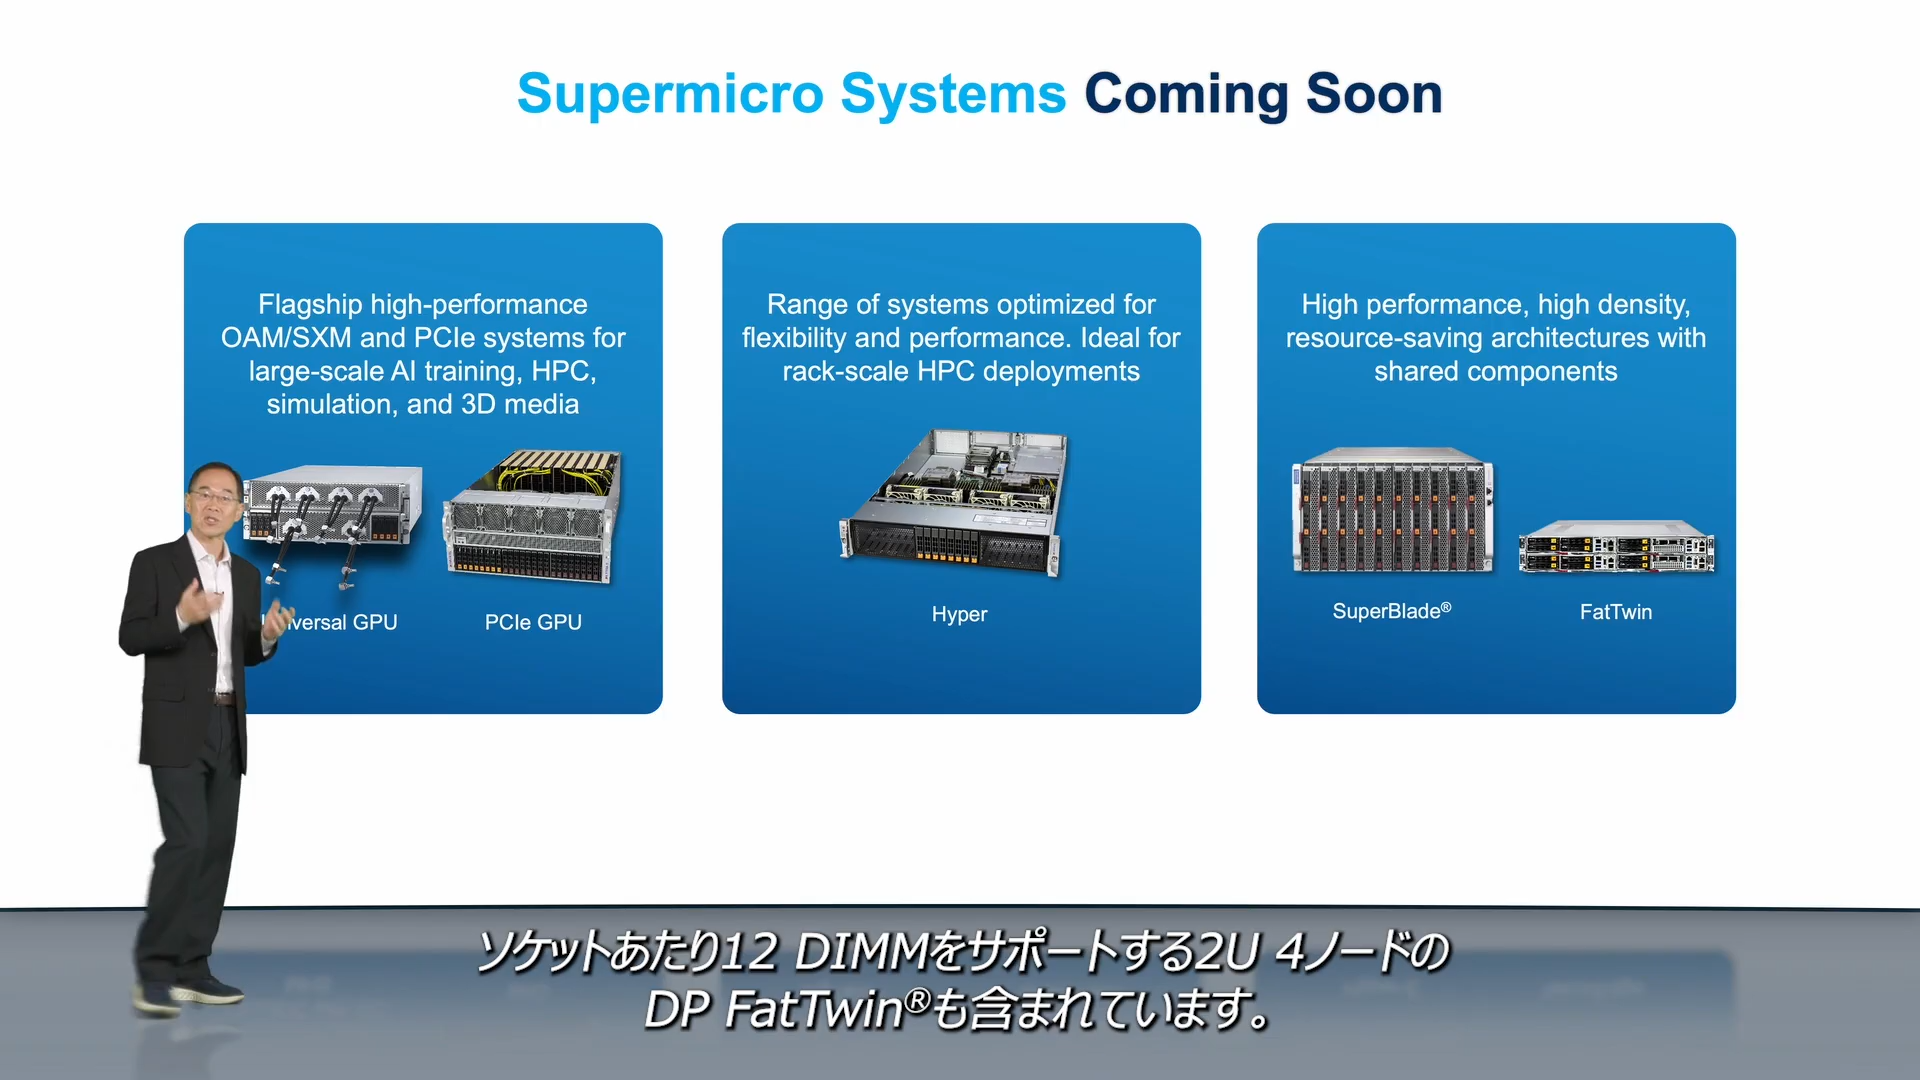 Supermicro Systems Coming Soon
Flagship high-performance
OAM/SXM and PCIe systems for
large-scale AI training, HPC,
simulation, and 3D media
GPU
PCIe GPU
Range of systems optimized for
flexibility and performance. Ideal for
rack-scale HPC deployments
Hyper
High performance, high density,
resource-saving architectures with
shared components
SuperBlade®
FatTwin
ソケットあたり12 DIMMをサポートする2U 4ノードの
DP FatTwin®も含まれています。